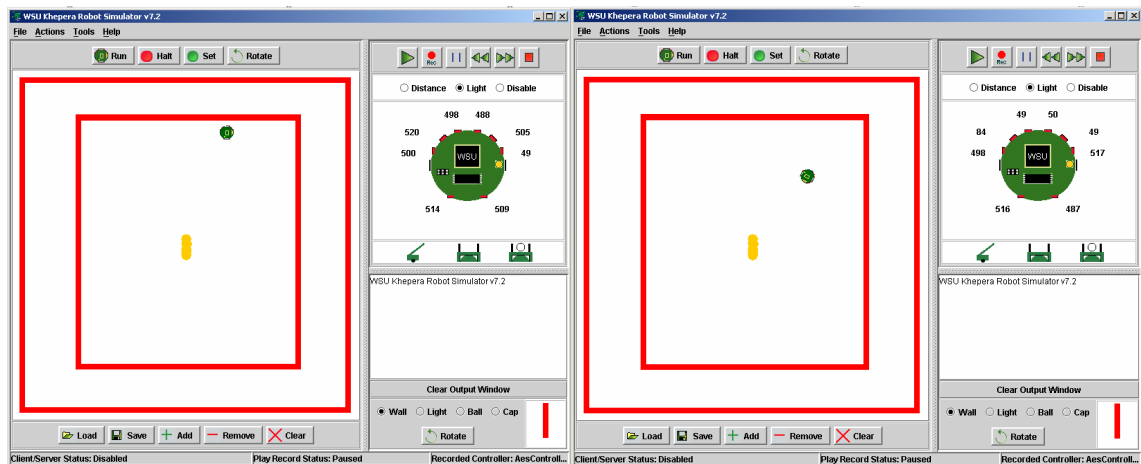 WSU Khepera Robot Simulator v7.2
File Actions Tools Help
Run Halt Set Rotate
Rec
Distance Light Disable
498 488
520 505
500 49
WSU
514 509
WSU Khepera Robot Simulator v7.2
Clear Output Window
Wall Light Ball Cap
Rotate
Load Save Add Remove Clear
Client/Server Status: Disabled Play Record Status: Paused Recorded Controller: AesControll...
WSU Khepera Robot Simulator v7.2
File Actions Tools Help
Run Halt Set Rotate
Rec
Distance Light Disable
49 50
84 49
498 517
WSU
516 487
WSU Khepera Robot Simulator v7.2
Clear Output Window
Wall Light Ball Cap
Rotate
Load Save Add Remove Clear
Client/Server Status: Disabled Play Record Status: Paused Recorded Controller: AesControll...